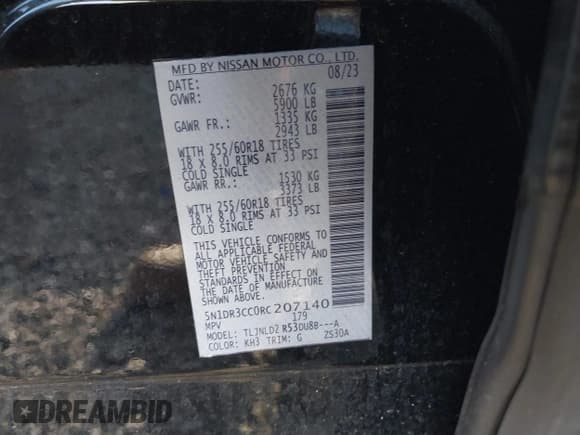 MFD BY NISSAN MOTOR CO., LTD.
DATE: 08/23
GVWR: 2676 KG
5900 LB
GAWR FR.: 1335 KG
2943 LB
WITH 255/60R18 TIRES
18 X 8.0 RIMS AT 33 PSI
COLD SINGLE
GAWR RR.: 1530 KG
3373 LB
WITH 255/60R18 TIRES
18 X 8.0 RIMS AT 33 PSI
COLD SINGLE
THIS VEHICLE CONFORMS TO
ALL APPLICABLE FEDERAL
MOTOR VEHICLE SAFETY AND
THEFT PREVENTION
STANDARDS IN EFFECT ON
THE DATE OF MANUFACTURE
SHOWN ABOVE.
5N1DR3CC0RC207140
MPV 179
MODEL: TLJNLDZ R53DU8B---A
COLOR: KH3 TRIM: G ZS30A
DREAMBID